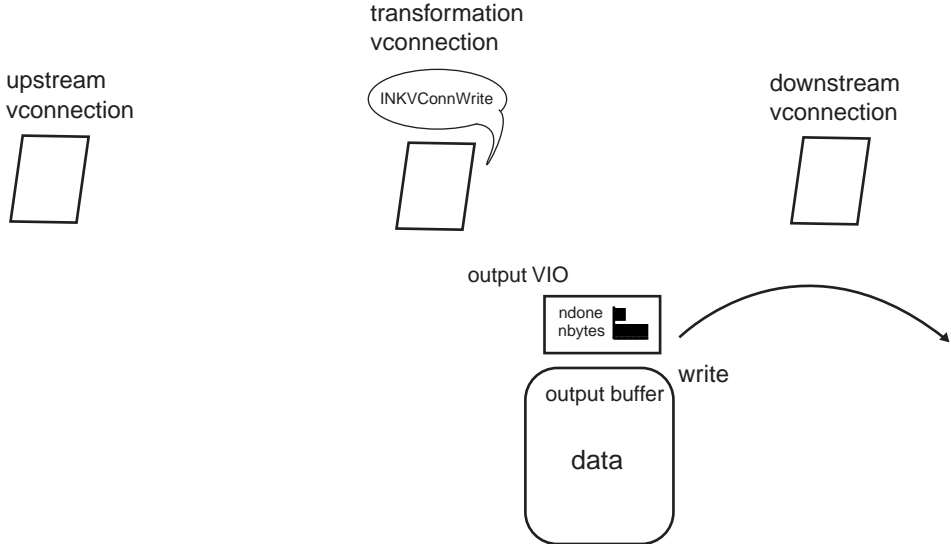 transformation
vconnection
upstream
vconnection
INKVConnWrite
downstream
vconnection
output VIO
ndone
nbytes
write
output buffer
data